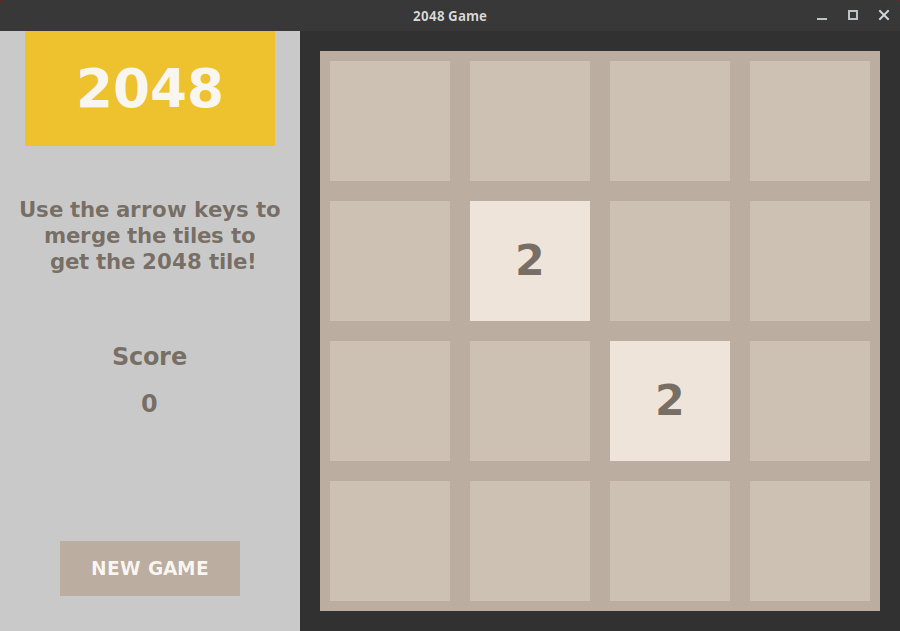 2048 Game
2048
Use the arrow keys to
merge the tiles to
get the 2048 tile!
Score
0
NEW GAME
2
2